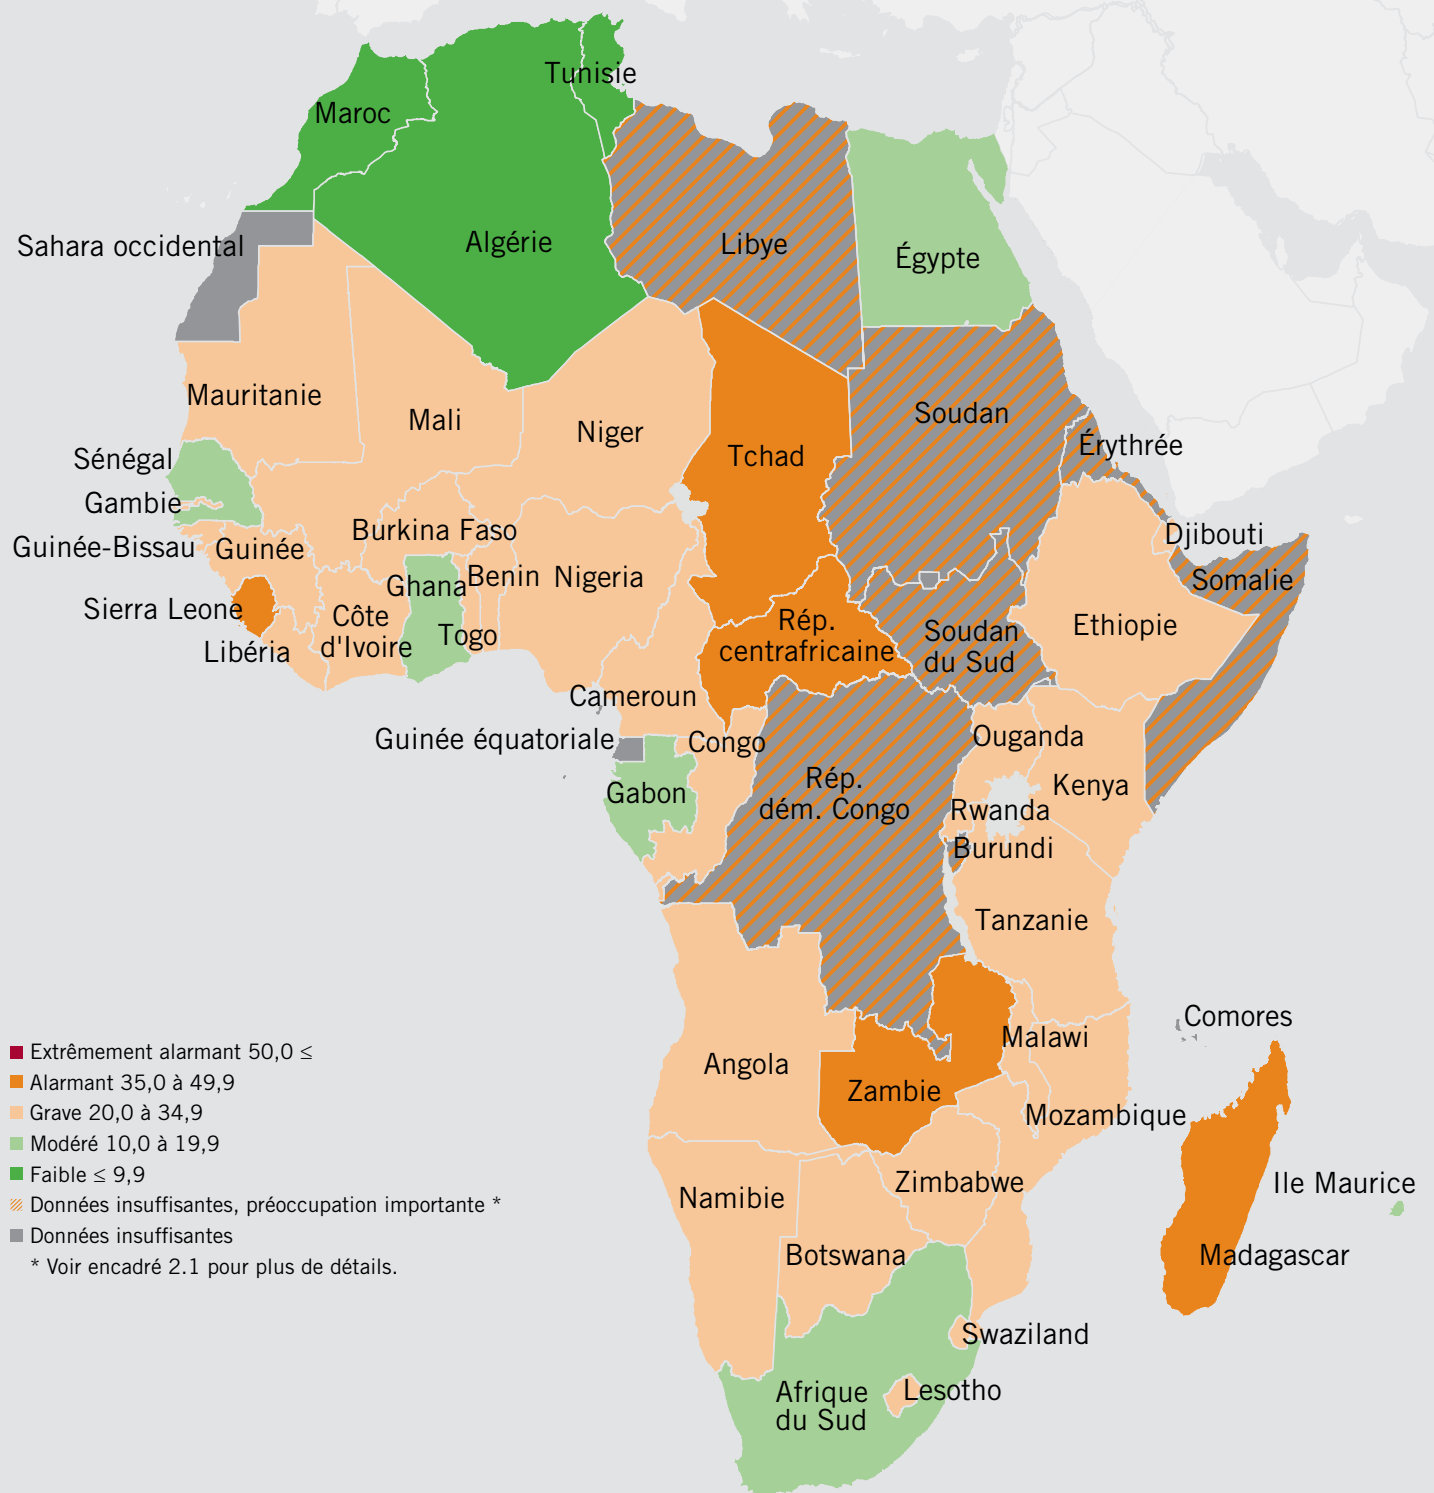 Tunisie
Maroc
Algérie
Libye
Égypte
Sahara occidental
Mauritanie
Mali
Niger
Tchad
Soudan
Érythrée
Sénégal
Gambie
Guinée-Bissau
Guinée
Burkina Faso
Djibouti
Somalie
Sierra Leone
Libéria
Côte
d'Ivoire
Ghana
Benin
Togo
Nigeria
Rép.
centrafricaine
Soudan
du Sud
Ethiopie
Cameroun
Guinée équatoriale
Congo
Gabon
Rép.
dém. Congo
Ouganda
Kenya
Rwanda
Burundi
Tanzanie
Comores
Angola
Zambie
Malawi
Mozambique
Ile Maurice
Madagascar
Namibie
Zimbabwe
Botswana
Swaziland
Lesotho
Afrique
du Sud
Extrêmement alarmant 50,0 ≤
Alarmant 35,0 à 49,9
Grave 20,0 à 34,9
Modéré 10,0 à 19,9
Faible ≤ 9,9
Données insuffisantes, préoccupation importante *
Données insuffisantes
* Voir encadré 2.1 pour plus de détails.